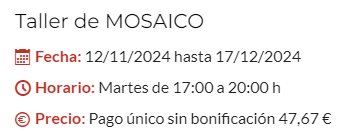 Taller de MOSAICO
Fecha: 12/11/2024 hasta 17/12/2024
Horario: Martes de 17:00 a 20:00 h
Precio: Pago único sin bonificación 47,67 €